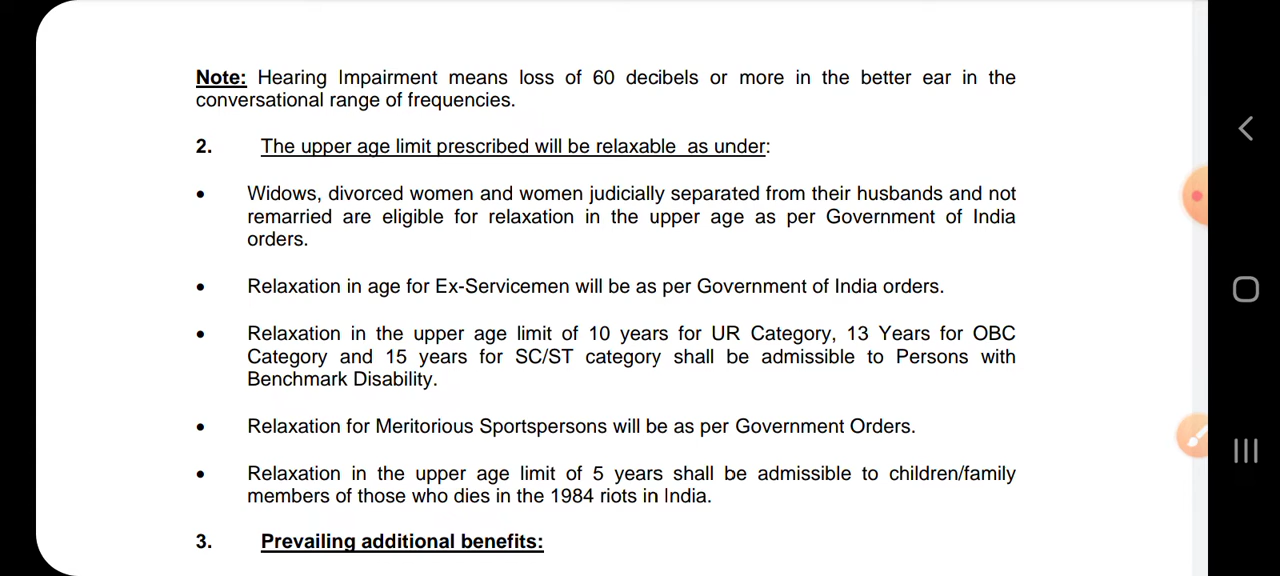 Note: Hearing Impairment means loss of 60 decibels or more in the better ear in the
conversational range of frequencies.
2. The upper age limit prescribed will be relaxable as under:
• Widows, divorced women and women judicially separated from their husbands and not
remarried are eligible for relaxation in the upper age as per Government of India
orders.
• Relaxation in age for Ex-Servicemen will be as per Government of India orders.
• Relaxation in the upper age limit of 10 years for UR Category, 13 Years for OBC
Category and 15 years for SC/ST category shall be admissible to Persons with
Benchmark Disability.
• Relaxation for Meritorious Sportspersons will be as per Government Orders.
• Relaxation in the upper age limit of 5 years shall be admissible to children/family
members of those who dies in the 1984 riots in India.
3. Prevailing additional benefits: